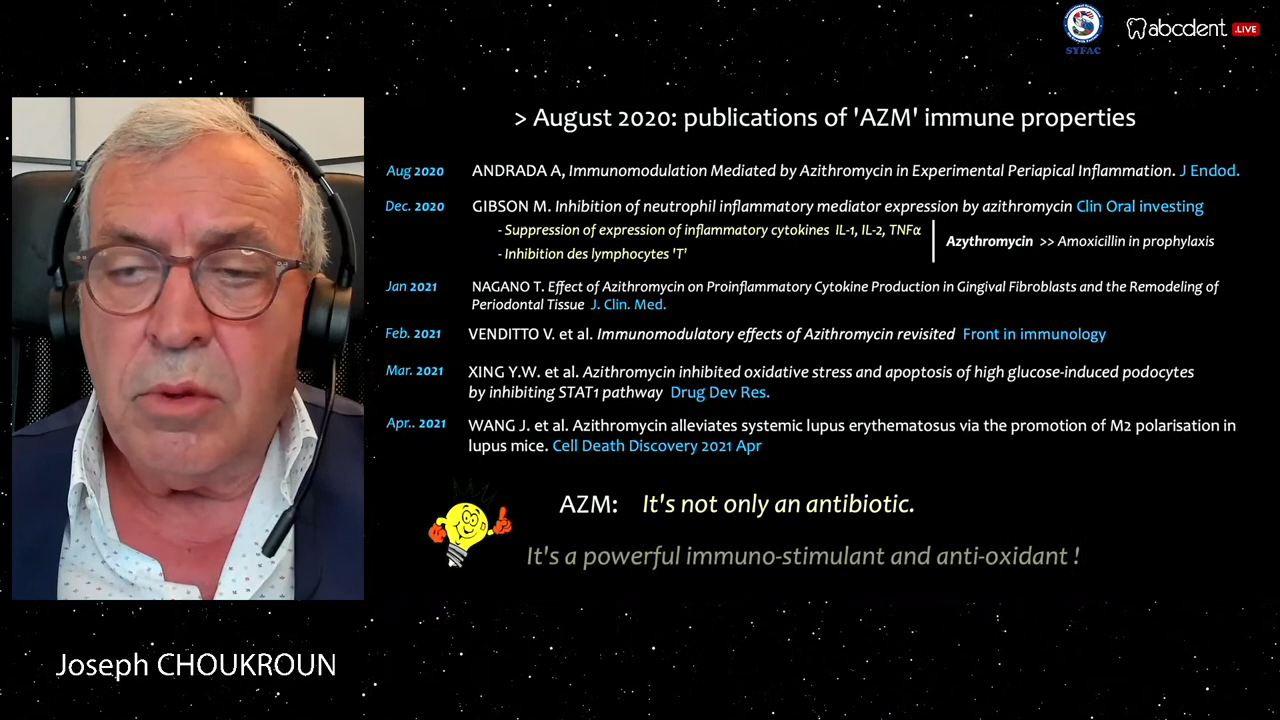 SYFAC
abcdent .LIVE
> August 2020: publications of 'AZM' immune properties
Aug 2020 ANDRADA A, Immunomodulation Mediated by Azithromycin in Experimental Periapical Inflammation. J Endod.
Dec. 2020 GIBSON M. Inhibition of neutrophil inflammatory mediator expression by azithromycin Clin Oral investing
- Suppression of expression of inflammatory cytokines IL-1, IL-2, TNFα
- Inhibition des lymphocytes 'T'
Azythromycin >> Amoxicillin in prophylaxis
Jan 2021 NAGANO T. Effect of Azithromycin on Proinflammatory Cytokine Production in Gingival Fibroblasts and the Remodeling of
Periodontal Tissue J. Clin. Med.
Feb. 2021 VENDITTO V. et al. Immunomodulatory effects of Azithromycin revisited Front in immunology
Mar. 2021 XING Y.W. et al. Azithromycin inhibited oxidative stress and apoptosis of high glucose-induced podocytes
by inhibiting STAT1 pathway Drug Dev Res.
Apr.. 2021 WANG J. et al. Azithromycin alleviates systemic lupus erythematosus via the promotion of M2 polarisation in
lupus mice. Cell Death Discovery 2021 Apr
AZM: It's not only an antibiotic.
It's a powerful immuno-stimulant and anti-oxidant !
Joseph CHOUKROUN